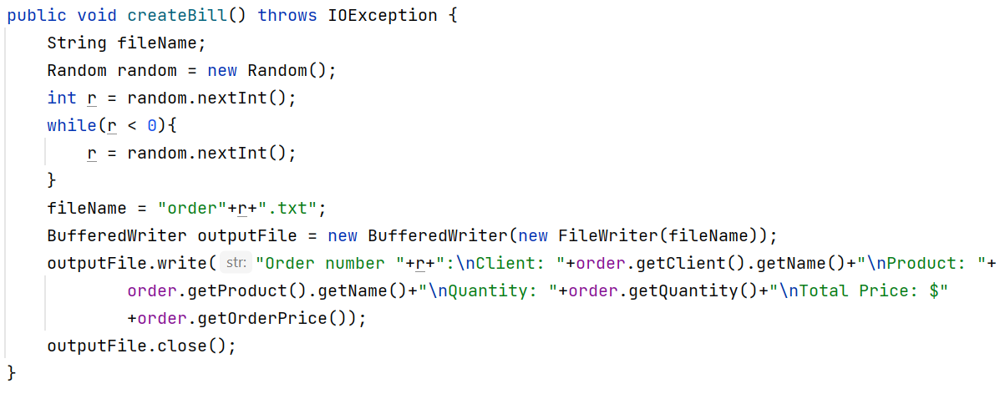 public void createBill() throws IOException {
    String fileName;
    Random random = new Random();
    int r = random.nextInt();
    while(r < 0){
        r = random.nextInt();
    }
    fileName = "order"+r+".txt";
    BufferedWriter outputFile = new BufferedWriter(new FileWriter(fileName));
    outputFile.write( str: "Order number "+r+":\nClient: "+order.getClient().getName()+"\nProduct: "+
            order.getProduct().getName()+"\nQuantity: "+order.getQuantity()+"\nTotal Price: $"
            +order.getOrderPrice());
    outputFile.close();
}